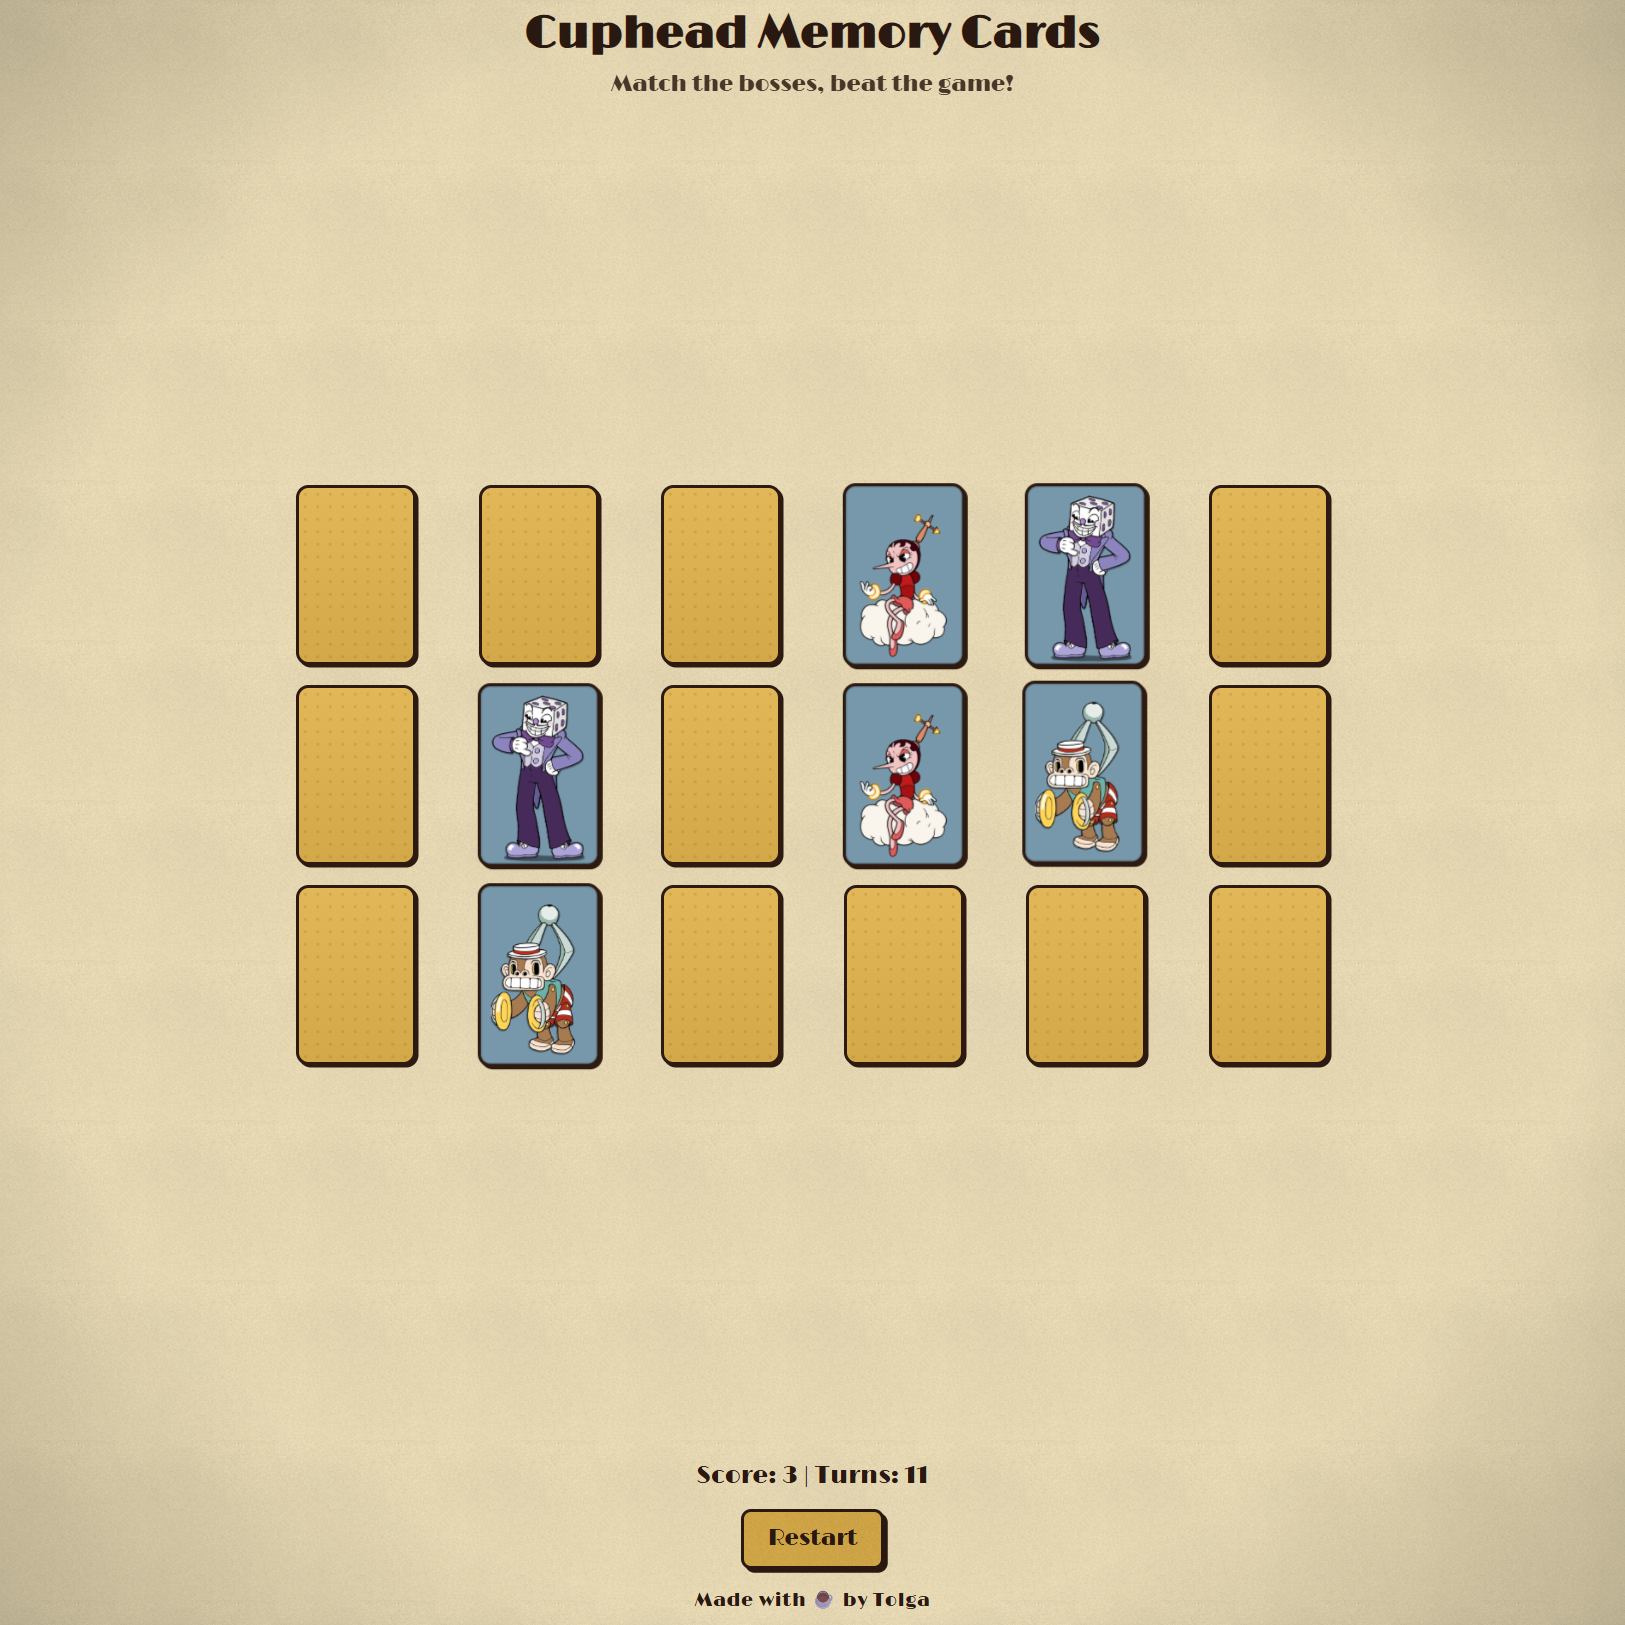 Cuphead Memory Cards
Match the bosses, beat the game!
Score: 3 | Turns: 11
Restart
Made with by Tolga